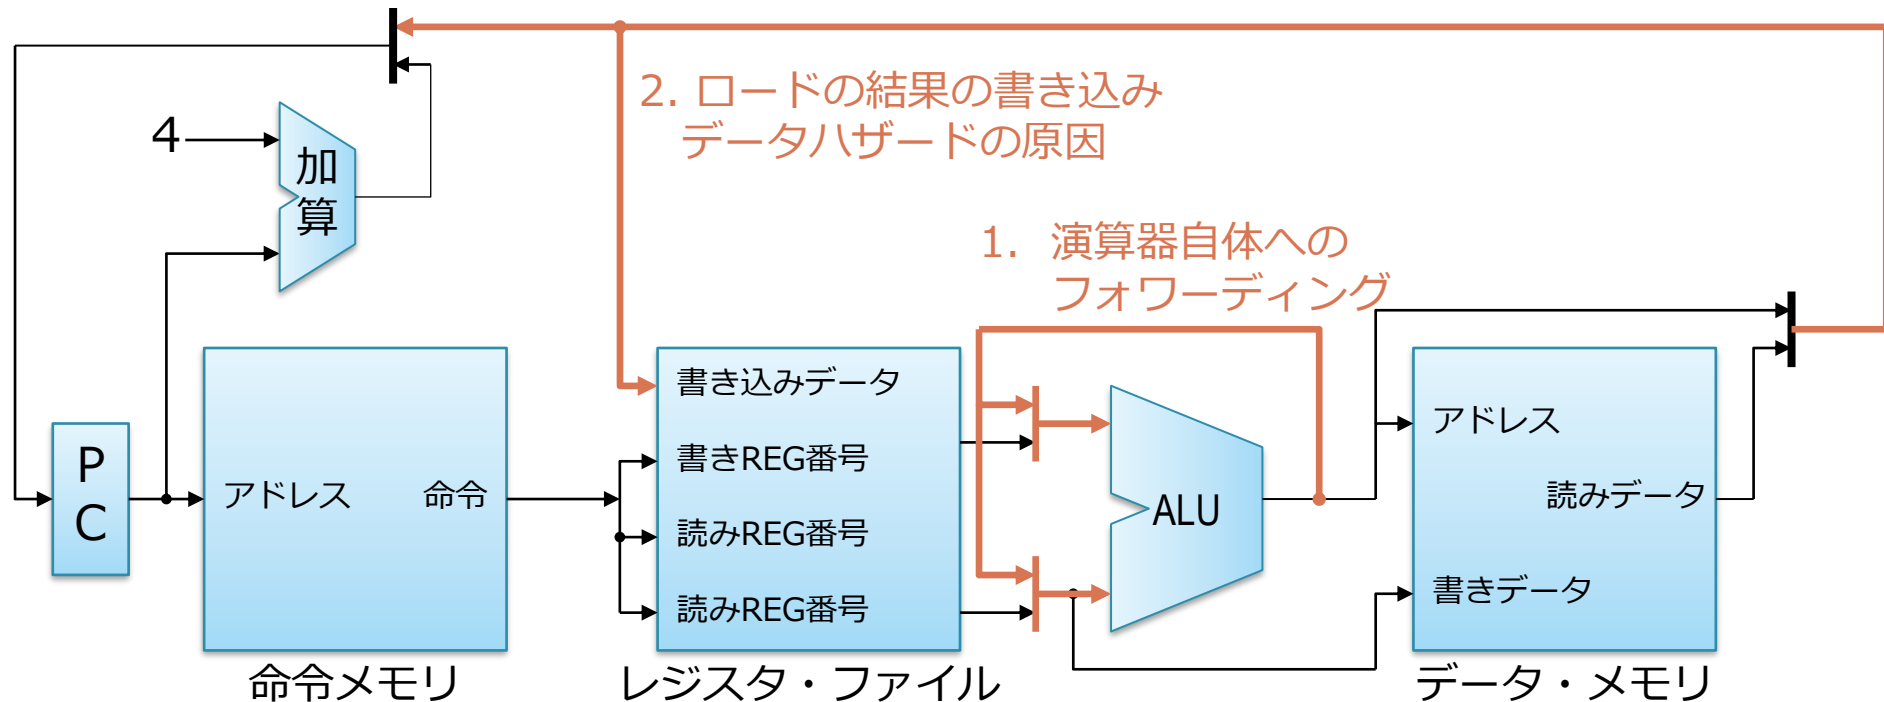 2. ロードの結果の書き込み
データハザードの原因
4
加
算
1. 演算器自体への
フォワーディング
P
C
アドレス
命令
命令メモリ
書き込みデータ
書きREG番号
読みREG番号
読みREG番号
レジスタ・ファイル
ALU
アドレス
読みデータ
書きデータ
データ・メモリ